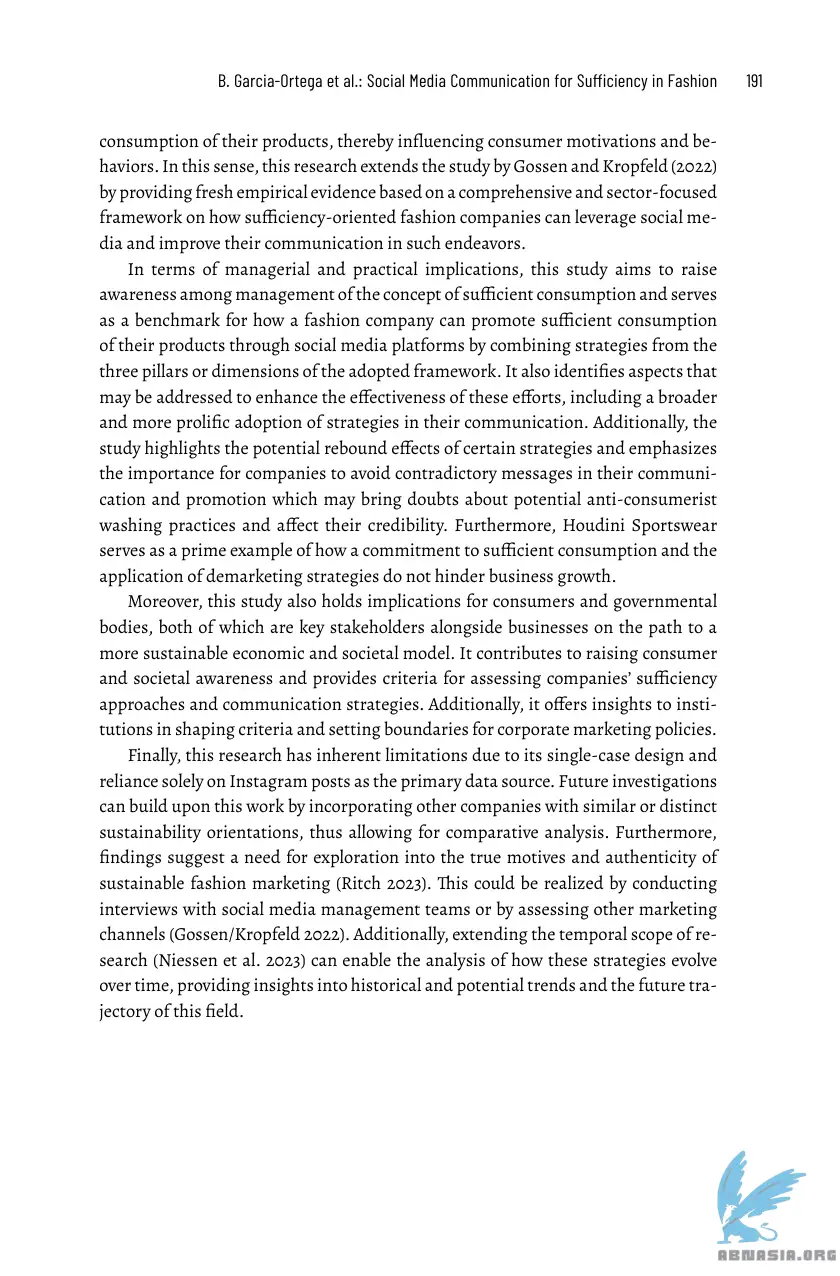 B. Garcia-Ortega et al.: Social Media Communication for Sufficiency in Fashion 191
consumption of their products, thereby influencing consumer motivations and be-
haviors. In this sense, this research extends the study by Gossen and Kropfeld (2022)
by providing fresh empirical evidence based on a comprehensive and sector-focused
framework on how sufficiency-oriented fashion companies can leverage social me-
dia and improve their communication in such endeavors.
In terms of managerial and practical implications, this study aims to raise
awareness among management of the concept of sufficient consumption and serves
as a benchmark for how a fashion company can promote sufficient consumption
of their products through social media platforms by combining strategies from the
three pillars or dimensions of the adopted framework. It also identifies aspects that
may be addressed to enhance the effectiveness of these efforts, including a broader
and more prolific adoption of strategies in their communication. Additionally, the
study highlights the potential rebound effects of certain strategies and emphasizes
the importance for companies to avoid contradictory messages in their communi-
cation and promotion which may bring doubts about potential anti-consumerist
washing practices and affect their credibility. Furthermore, Houdini Sportswear
serves as a prime example of how a commitment to sufficient consumption and the
application of demarketing strategies do not hinder business growth.
Moreover, this study also holds implications for consumers and governmental
bodies, both of which are key stakeholders alongside businesses on the path to a
more sustainable economic and societal model. It contributes to raising consumer
and societal awareness and provides criteria for assessing companies’ sufficiency
approaches and communication strategies. Additionally, it offers insights to insti-
tutions in shaping criteria and setting boundaries for corporate marketing policies.
Finally, this research has inherent limitations due to its single-case design and
reliance solely on Instagram posts as the primary data source. Future investigations
can build upon this work by incorporating other companies with similar or distinct
sustainability orientations, thus allowing for comparative analysis. Furthermore,
findings suggest a need for exploration into the true motives and authenticity of
sustainable fashion marketing (Ritch 2023). This could be realized by conducting
interviews with social media management teams or by assessing other marketing
channels (Gossen/Kropfeld 2022). Additionally, extending the temporal scope of re-
search (Niessen et al. 2023) can enable the analysis of how these strategies evolve
over time, providing insights into historical and potential trends and the future tra-
jectory of this field.
ABNASIA.ORG